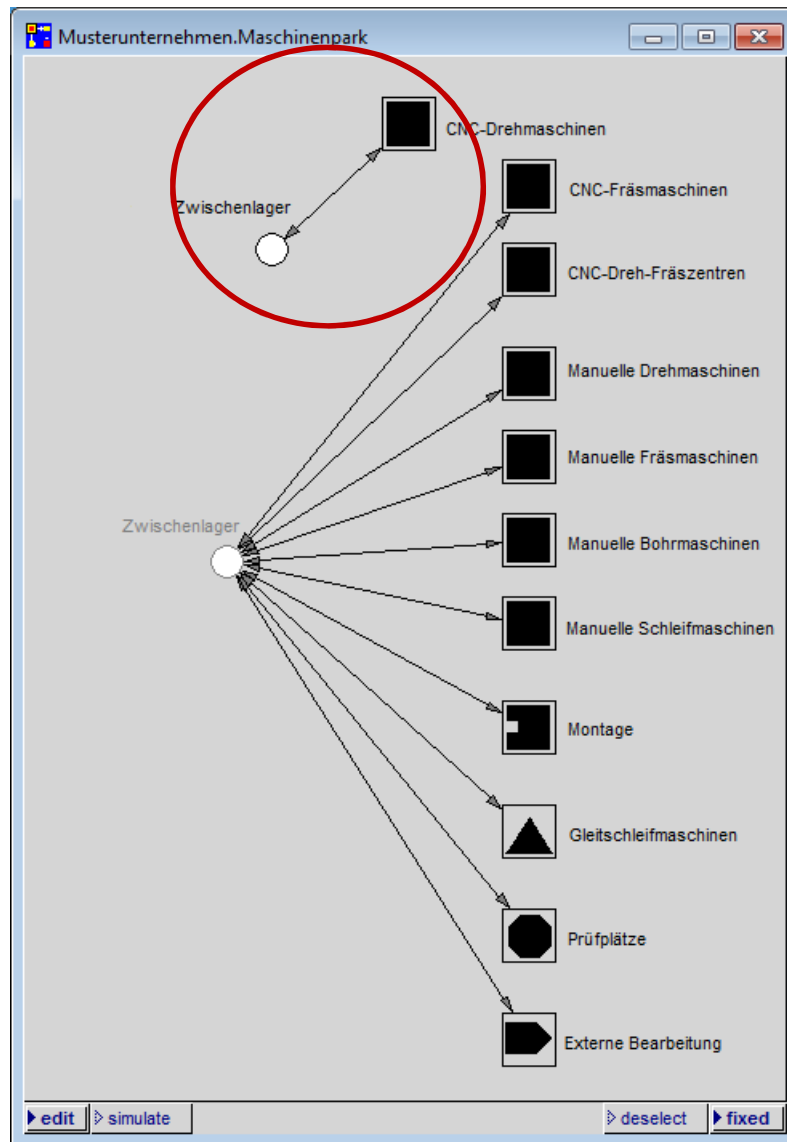 Musterunternehmen.Maschinenpark
CNC-Drehmaschinen
CNC-Fräsmaschinen
Zwischenlager
CNC-Dreh-Fräszentren
Manuelle Drehmaschinen
Manuelle Fräsmaschinen
Zwischenlager
Manuelle Bohrmaschinen
Manuelle Schleifmaschinen
Montage
Gleitschleifmaschinen
Prüfplätze
Externe Bearbeitung
edit simulate deselect fixed